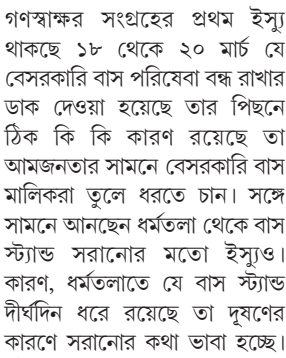 গণস্বাক্ষর সংগ্রহের প্রথম ইস্যু
থাকছে ১৮ থেকে ২০ মার্চ যে
বেসরকারি বাস পরিষেবা বন্ধ রাখার
ডাক দেওয়া হয়েছে তার পিছনে
ঠিক কি কি কারণ রয়েছে তা
আমজনতার সামনে বেসরকারি বাস
মালিকরা তুলে ধরতে চান। সঙ্গে
সামনে আনছেন ধর্মতলা থেকে বাস
স্ট্যান্ড সরানোর মতো ইস্যুও।
কারণ, ধর্মতলাতে যে বাস স্ট্যান্ড
দীর্ঘদিন ধরে রয়েছে তা দূষণের
কারণে সরানোর কথা ভাবা হচ্ছে।